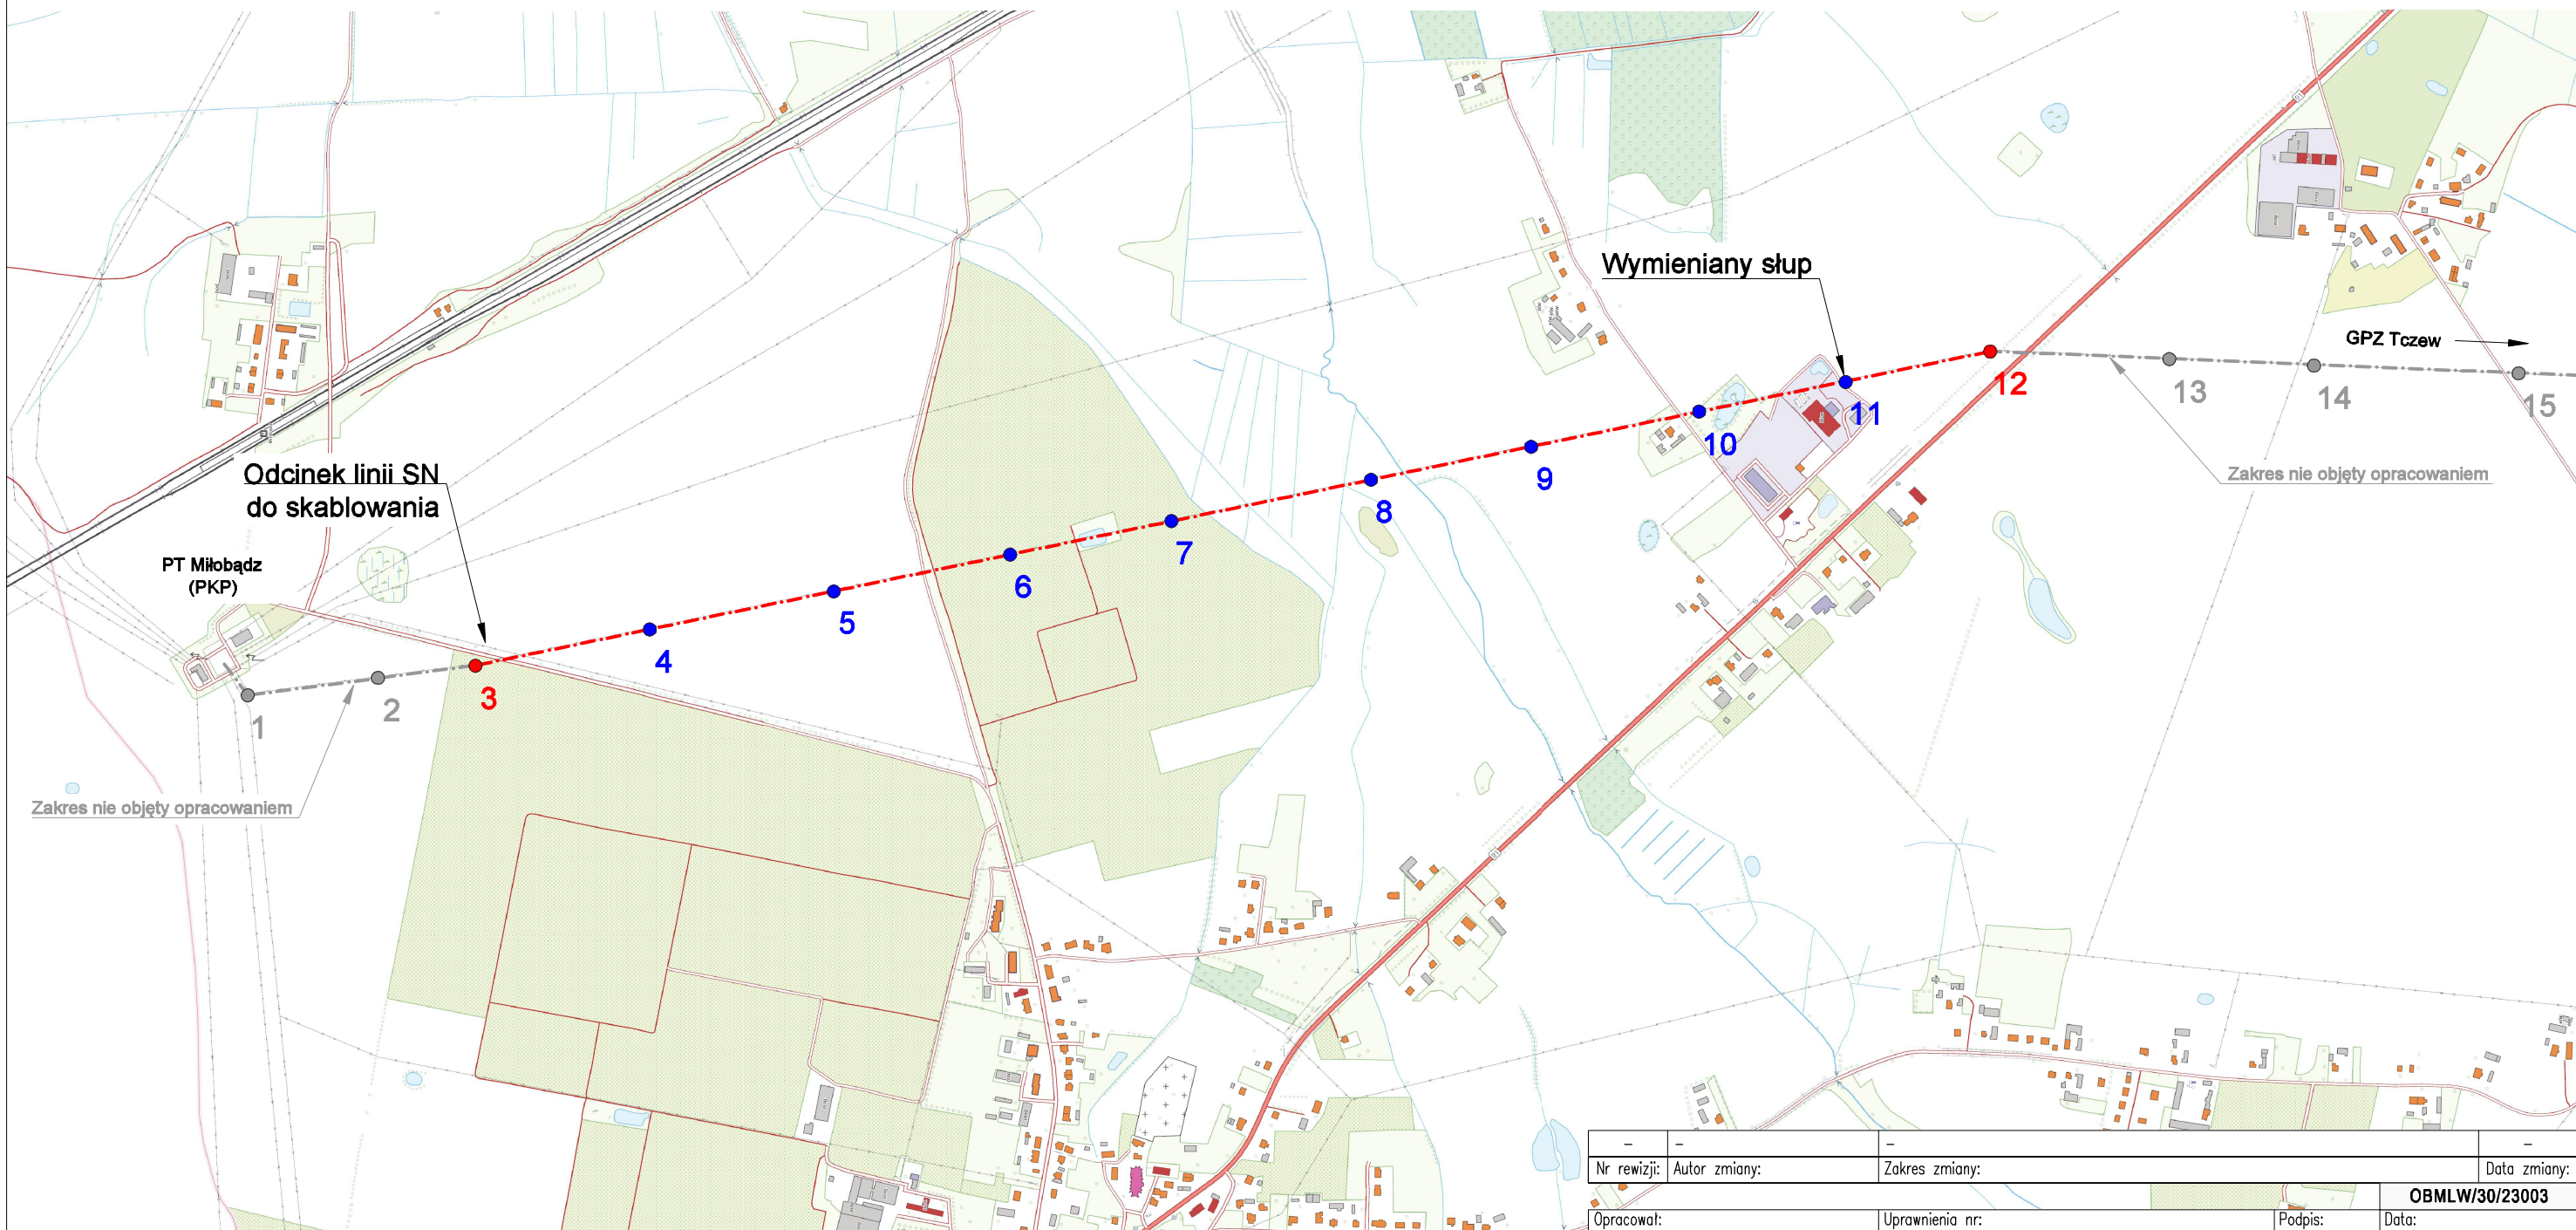 Wymieniany słup
GPZ Tczew
12
13
14
15
11
10
9
8
7
6
5
4
3
2
1
Odcinek linii SN
do skablowania
Zakres nie objęty opracowaniem
PT Miłobądz
(PKP)
Zakres nie objęty opracowaniem
91
91
– – – –
Nr rewizji: Autor zmiany: Zakres zmiany: Data zmiany:
OBMLW/30/23003
Opracował: Uprawnienia nr: Podpis: Data: